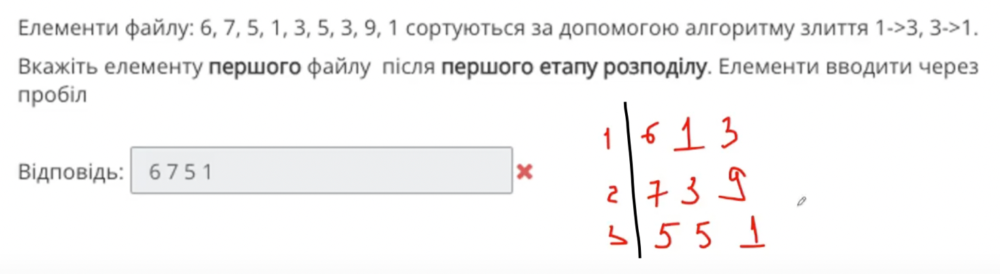 Елементи файлу: 6, 7, 5, 1, 3, 5, 3, 9, 1 сортуються за допомогою алгоритму злиття 1->3, 3->1.
Вкажіть елементу першого файлу після першого етапу розподілу. Елементи вводити через
пробіл
Відповідь: 6 7 5 1
1 6 1 3
2 7 3 9
3 5 5 1